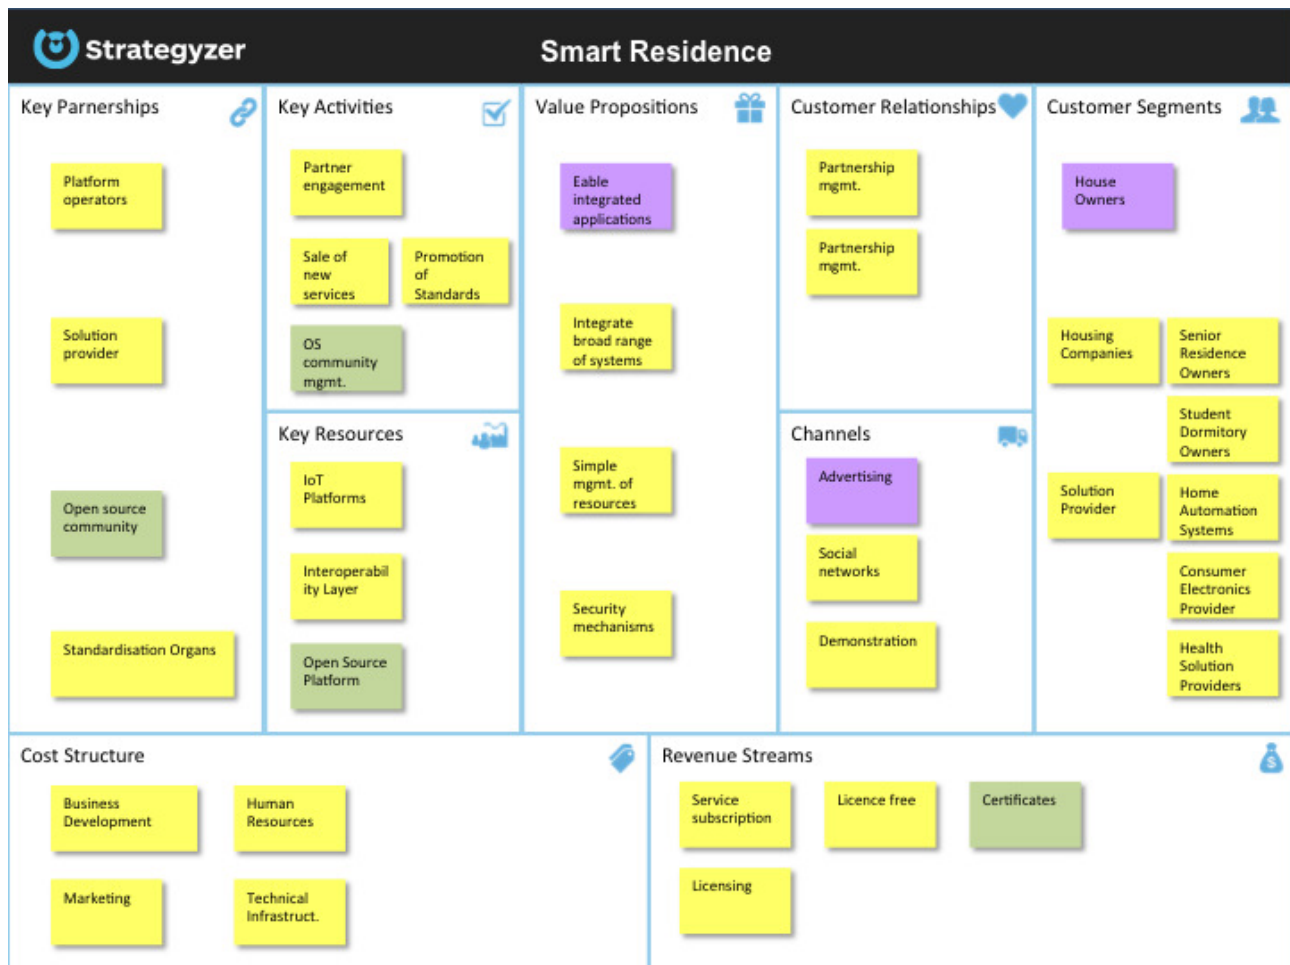 Strategyzer
Smart Residence
Key Parnerships
Platform
operators
Solution
provider
Open source
community
Standardisation Organs
Key Activities
Partner
engagement
Sale of
new
services
Promotion
of
Standards
OS
community
mgmt.
Key Resources
IoT
Platforms
Interoperabil
ity Layer
Open Source
Platform
Value Propositions
Eable
integrated
applications
Integrate
broad range
of systems
Simple
mgmt. of
resources
Security
mechanisms
Customer Relationships
Partnership
mgmt.
Partnership
mgmt.
Channels
Advertising
Social
networks
Demonstration
Customer Segments
House
Owners
Housing
Companies
Senior
Residence
Owners
Student
Dormitory
Owners
Solution
Provider
Home
Automation
Systems
Consumer
Electronics
Provider
Health
Solution
Providers
Cost Structure
Business
Development
Human
Resources
Marketing
Technical
Infrastruct.
Revenue Streams
Service
subscription
Licence free
Certificates
Licensing
$